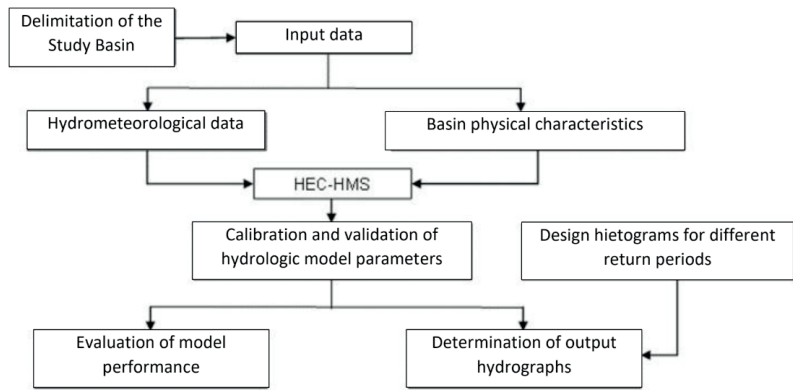 Delimitation of the
Study Basin
Input data
Hydrometeorological data
Basin physical characteristics
HEC-HMS
Calibration and validation of
hydrologic model parameters
Design hietograms for different
return periods
Evaluation of model
performance
Determination of output
hydrographs